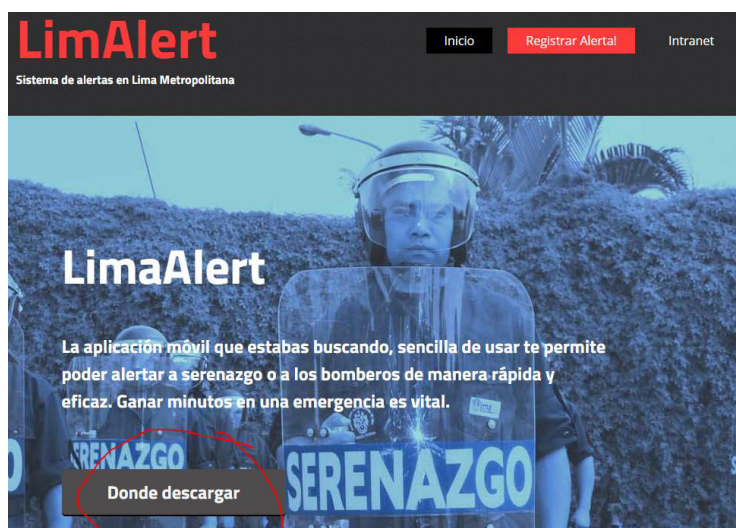 LimAlert
Inicio
Registrar Alerta!
Intranet
Sistema de alertas en Lima Metropolitana
LimaAlert
La aplicación móvil que estabas buscando, sencilla de usar te permite
poder alertar a serenazgo o a los bomberos de manera rápida y
eficaz. Ganar minutos en una emergencia es vital.
SERENAZGO
Donde descargar
SERENAZGO